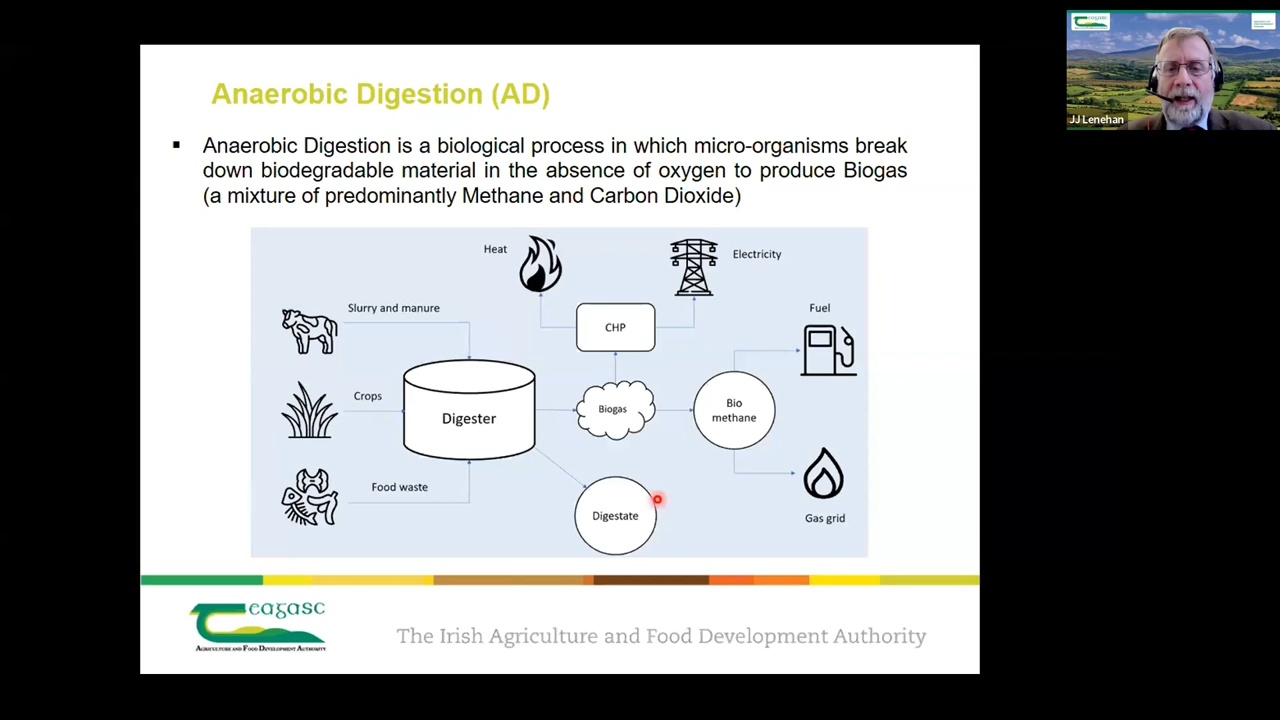 Anaerobic Digestion (AD)
▪ Anaerobic Digestion is a biological process in which micro-organisms break
down biodegradable material in the absence of oxygen to produce Biogas
(a mixture of predominantly Methane and Carbon Dioxide)
Heat
Electricity
Slurry and manure
CHP
Fuel
Crops
Digester
Biogas
Bio
methane
Food waste
Digestate
Gas grid
eagasc
AGRICULTURE AND FOOD DEVELOPMENT AUTHORITY
The Irish Agriculture and Food Development Authority
eagasc
JJ Lenehan